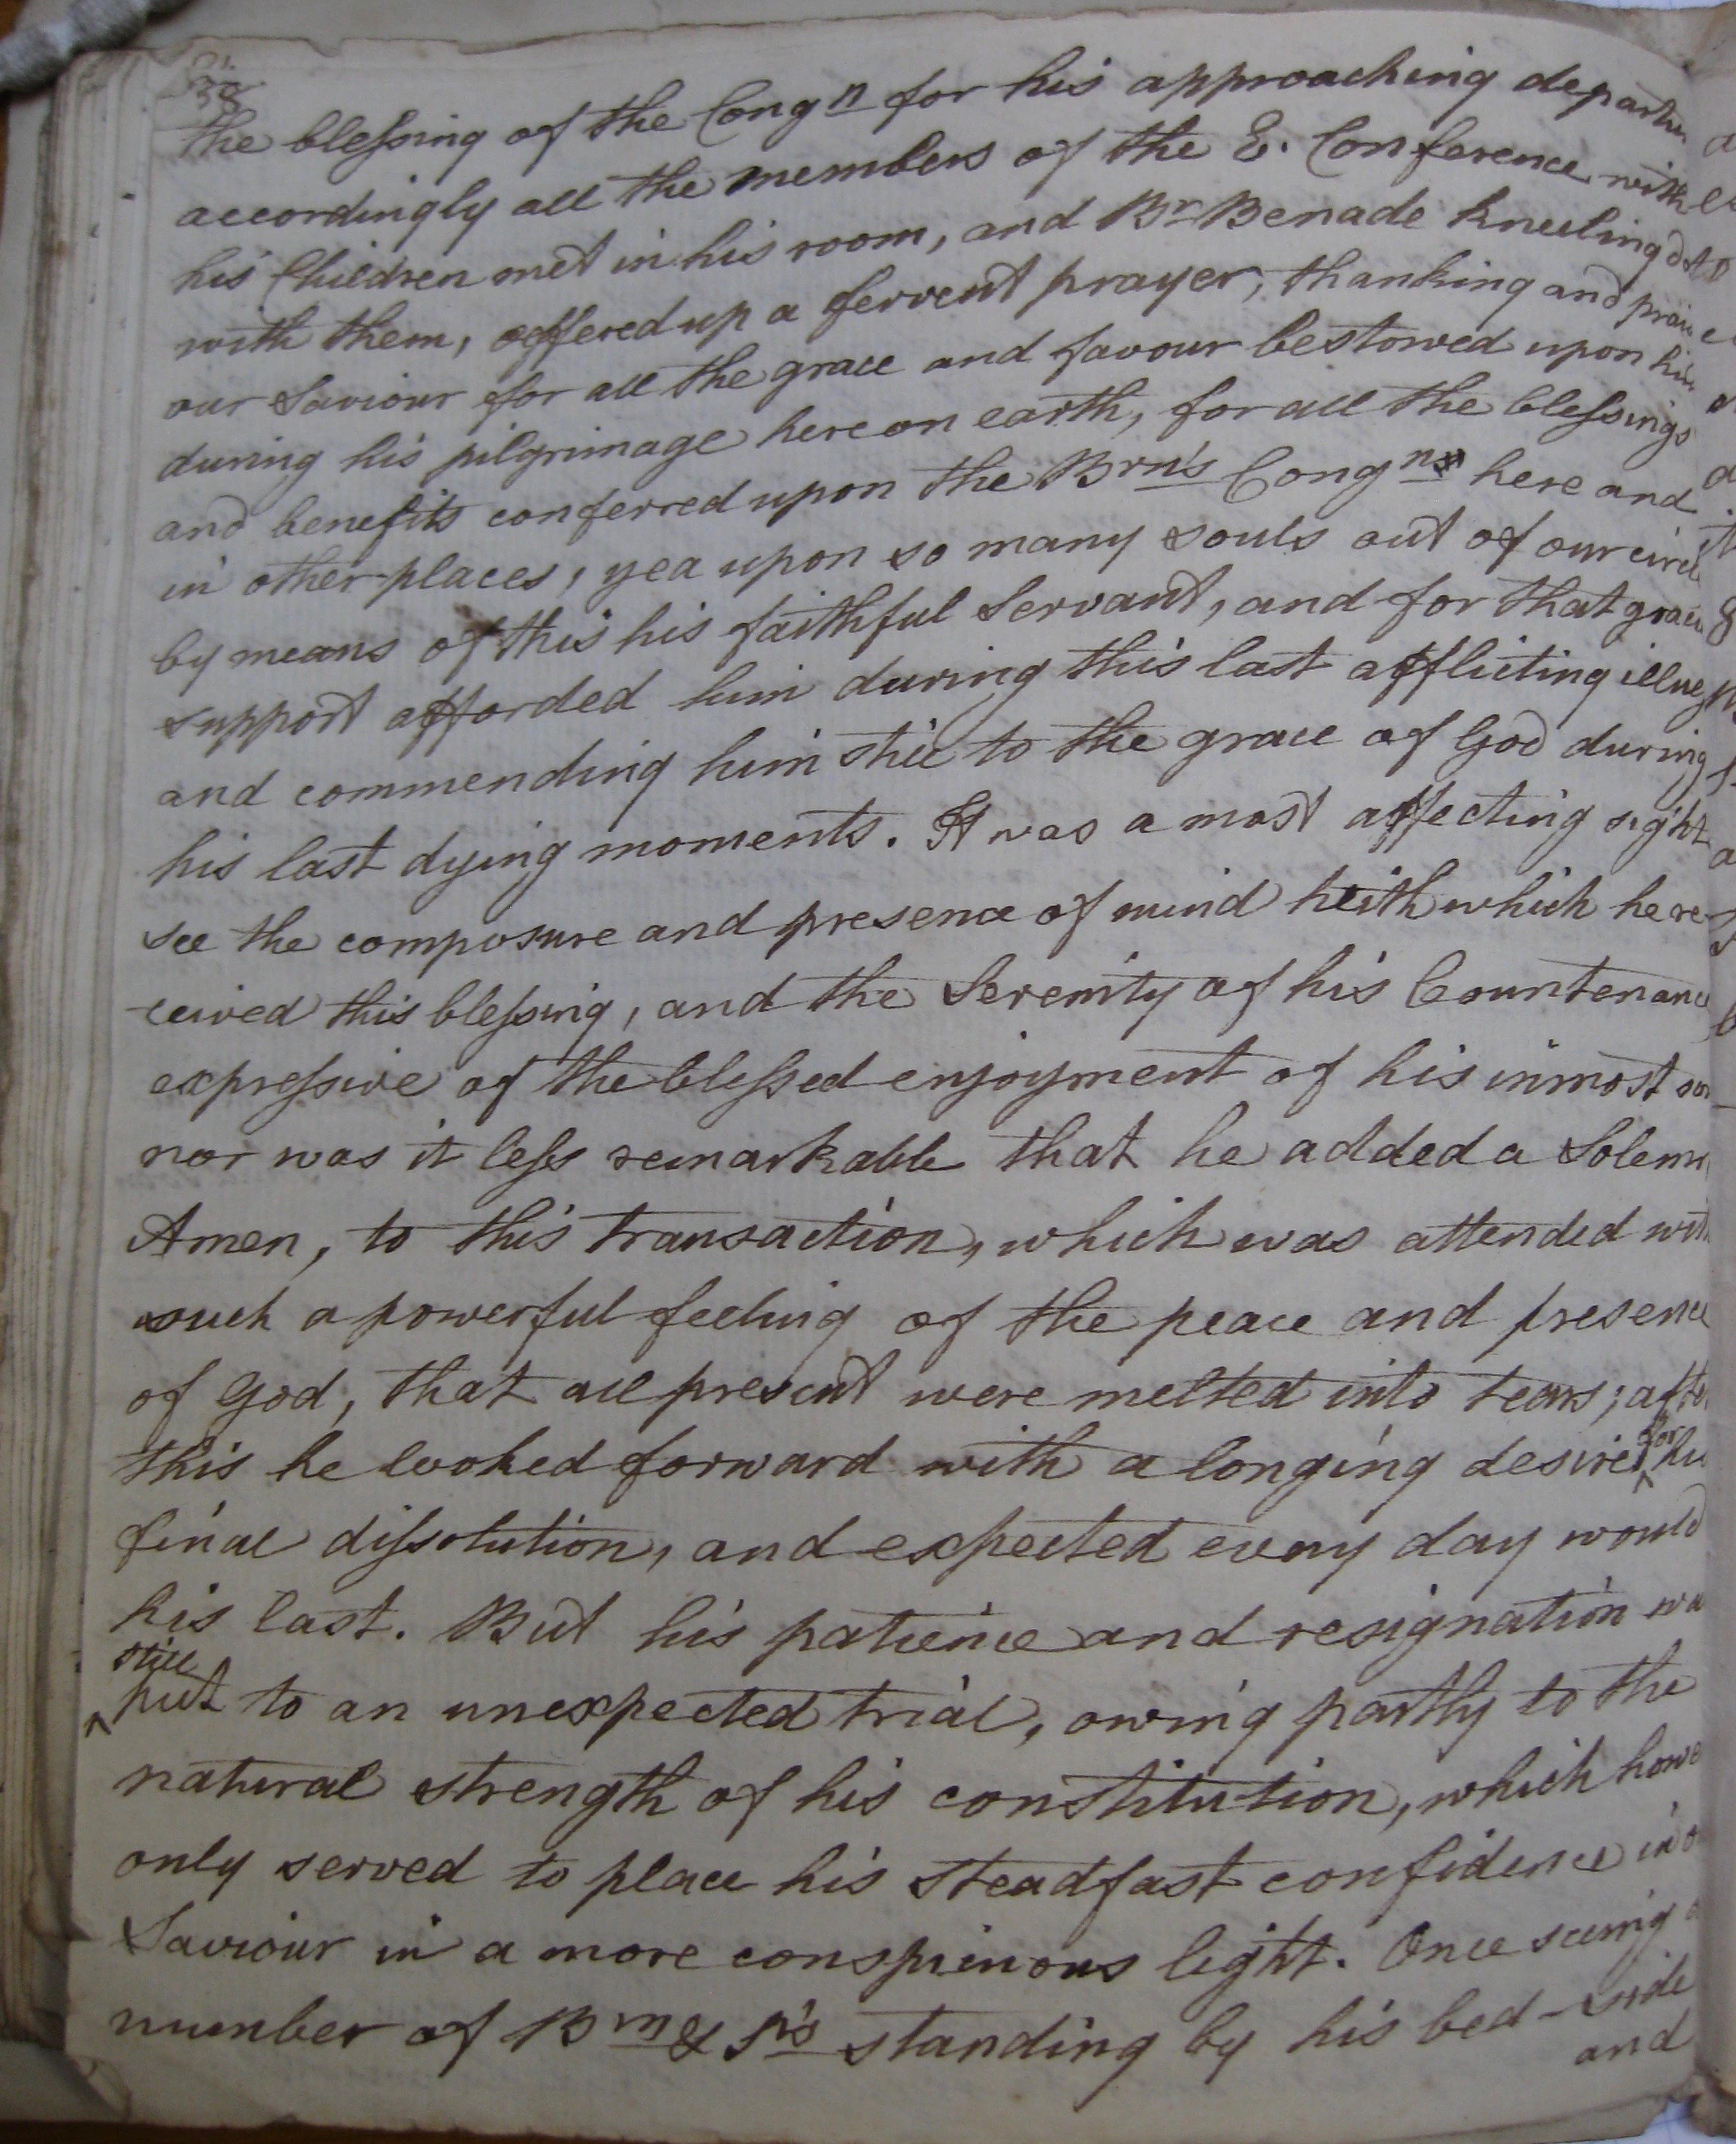 38
the blessing of the Congn for his approaching departu
accordingly all the members of the E. Conference with
his Children met in his room, and Br Benade kneeling
with them, offered up a fervent prayer, thanking and prai
our Saviour for all the grace and favour bestowed upon him
during his pilgrimage here on earth, for all the blessings
and benefits conferred upon the Brn's Congns here and
in other places, yea upon so many souls out of our circl
by means of this his faithful Servant, and for that graci
support afforded him during this last afflicting illne
and commending him still to the grace of God during
his last dying moments. It was a most affecting sight
see the composure and presence of mind with which he re-
-ceived this blessing, and the Serenity of his Countenance
expressive of the blessed enjoyment of his inmost sou
nor was it less remarkable that he added a Solemn
Amen, to this transaction, which was attended with
such a powerful feeling of the peace and presence
of God, that all present were melted into tears; after
this he looked forward with a longing desire for his
final dissolution, and expected every day would
his last. But his patience and resignation wa
still put to an unexpected trial, owing partly to the
natural strength of his constitution, which howe
only served to place his steadfast confidence in o
Saviour in a more conspicuous light. Once seeing a
number of Brn & Srs standing by his bed-side
and